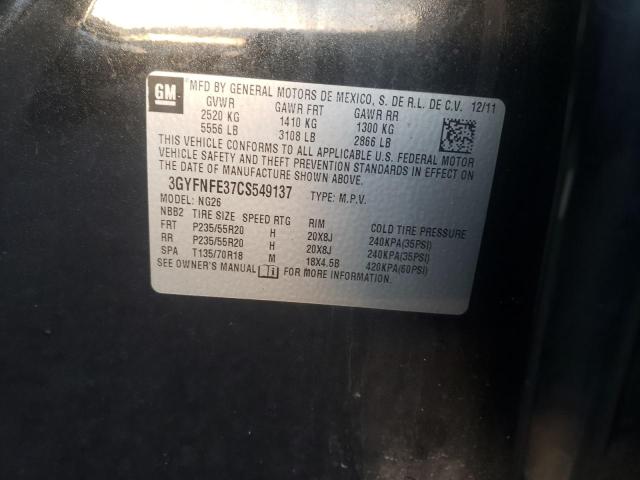 GM MFD BY GENERAL MOTORS DE MEXICO, S. DE R.L. DE C.V. 12/11
GVWR GAWR FRT GAWR RR
2520 KG 1410 KG 1300 KG
5556 LB 3108 LB 2866 LB
THIS VEHICLE CONFORMS TO ALL APPLICABLE U.S. FEDERAL MOTOR
VEHICLE SAFETY AND THEFT PREVENTION STANDARDS IN EFFECT ON
THE DATE OF MANUFACTURE SHOWN ABOVE.
3GYFNFE37CS549137 TYPE: M.P.V.
MODEL: NG26
NBB2 TIRE SIZE SPEED RTG RIM COLD TIRE PRESSURE
FRT P235/55R20 H 20X8J 240KPA(35PSI)
RR P235/55R20 H 20X8J 240KPA(35PSI)
SPA T135/70R18 M 18X4.5B 420KPA(60PSI)
SEE OWNER'S MANUAL FOR MORE INFORMATION.